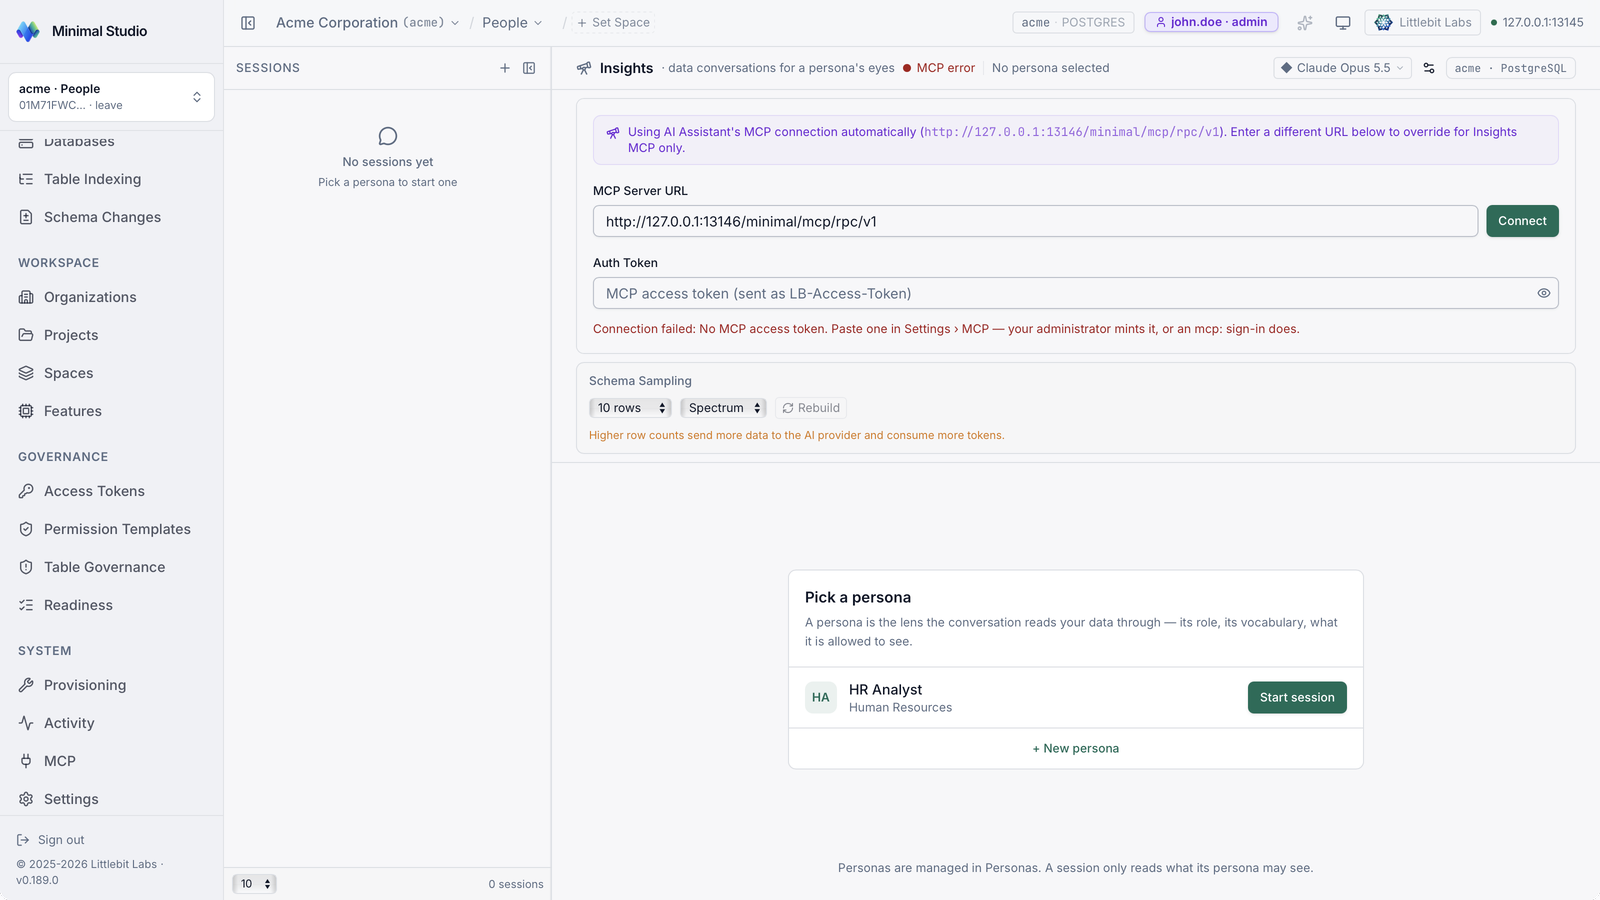 Minimal Studio
acme · People
01M71FWC... · leave
Databases
Table Indexing
Schema Changes
WORKSPACE
Organizations
Projects
Spaces
Features
GOVERNANCE
Access Tokens
Permission Templates
Table Governance
Readiness
SYSTEM
Provisioning
Activity
MCP
Settings
Sign out
© 2025-2026 Littlebit Labs ·
v0.189.0
Acme Corporation (acme) / People / + Set Space
acme · POSTGRES
john.doe · admin
Littlebit Labs
127.0.0.1:13145
SESSIONS
No sessions yet
Pick a persona to start one
10
0 sessions
Insights · data conversations for a persona's eyes
MCP error
No persona selected
Claude Opus 5.5
acme · PostgreSQL
Using AI Assistant's MCP connection automatically (http://127.0.0.1:13146/minimal/mcp/rpc/v1). Enter a different URL below to override for Insights
MCP only.
MCP Server URL
http://127.0.0.1:13146/minimal/mcp/rpc/v1
Connect
Auth Token
MCP access token (sent as LB-Access-Token)
Connection failed: No MCP access token. Paste one in Settings › MCP — your administrator mints it, or an mcp: sign-in does.
Schema Sampling
10 rows
Spectrum
Rebuild
Higher row counts send more data to the AI provider and consume more tokens.
Pick a persona
A persona is the lens the conversation reads your data through — its role, its vocabulary, what
it is allowed to see.
HA
HR Analyst
Human Resources
Start session
+ New persona
Personas are managed in Personas. A session only reads what its persona may see.